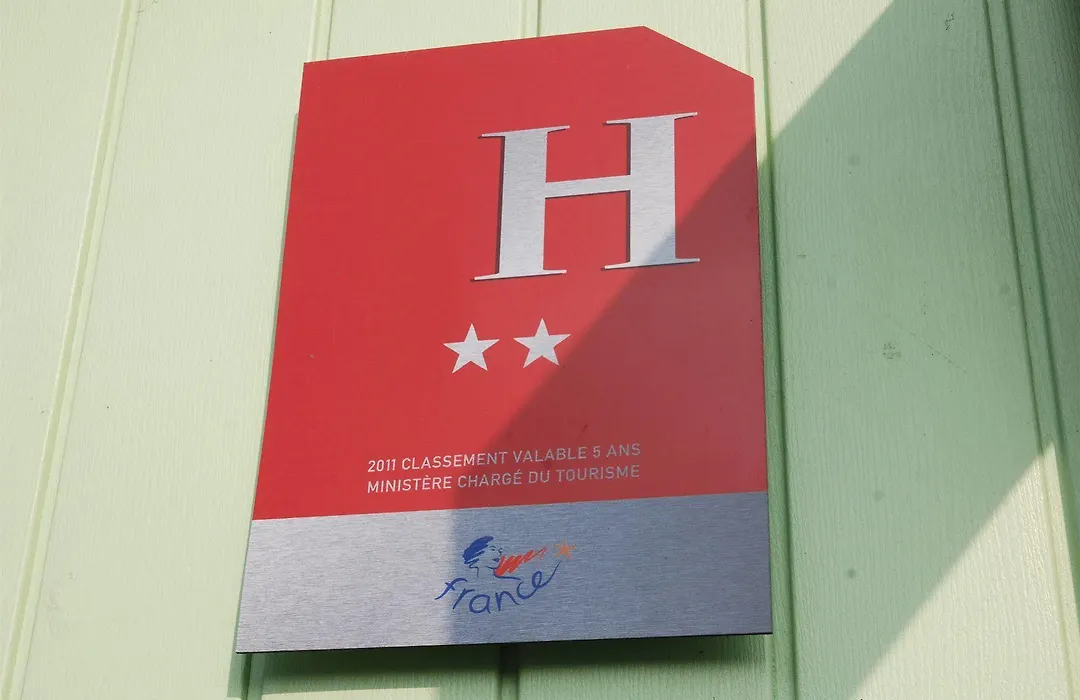 H
2011 CLASSEMENT VALABLE 5 ANS
MINISTÈRE CHARGÉ DU TOURISME
france